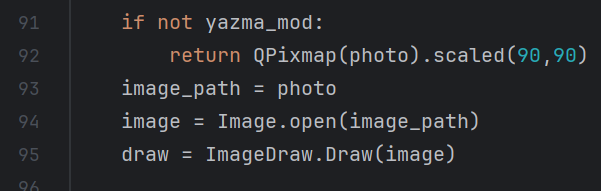 91 if not yazma_mod:
92 return QPixmap(photo).scaled(90,90)
93 image_path = photo
94 image = Image.open(image_path)
95 draw = ImageDraw.Draw(image)
96